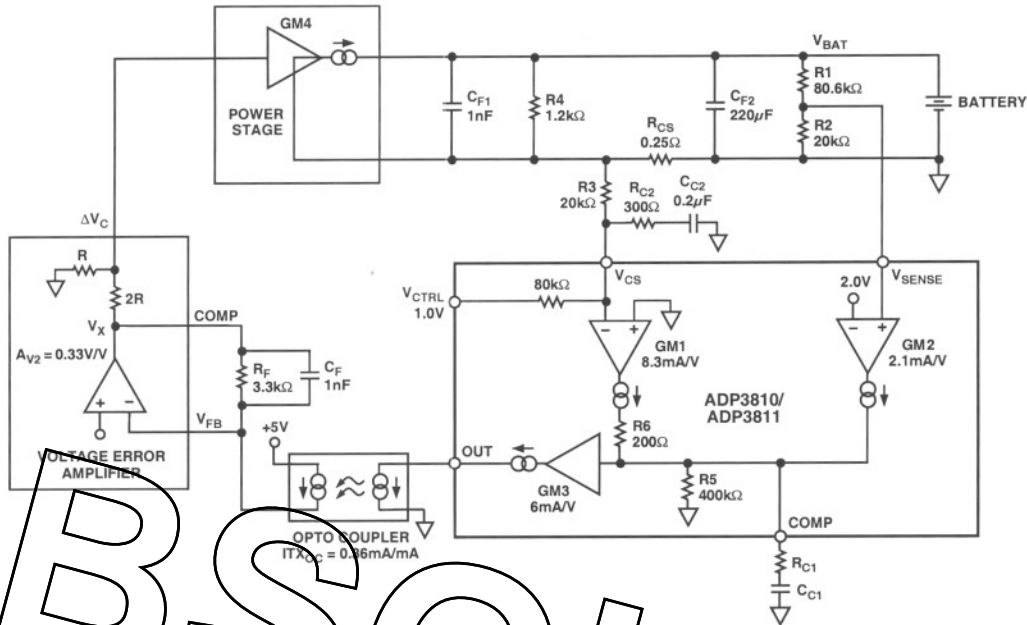 GM4
POWER
STAGE
C_F1
1nF
R4
1.2kΩ
C_F2
220μF
V_BAT
R1
80.6kΩ
R2
20kΩ
BATTERY
R_CS
0.25Ω
R3
20kΩ
R_C2
300Ω
C_C2
0.2μF
ΔV_C
R
2R
V_X
COMP
A_V2 = 0.33V/V
R_F
3.3kΩ
C_F
1nF
V_FB
+5V
VOLTAGE ERROR
AMPLIFIER
V_CTRL
1.0V
80kΩ
V_CS
V_SENSE
2.0V
GM1
8.3mA/V
GM2
2.1mA/V
ADP3810/
ADP3811
R6
200Ω
OUT
GM3
6mA/V
R5
400kΩ
COMP
OPTO COUPLER
= 0.36mA/mA
R_C1
C_C1